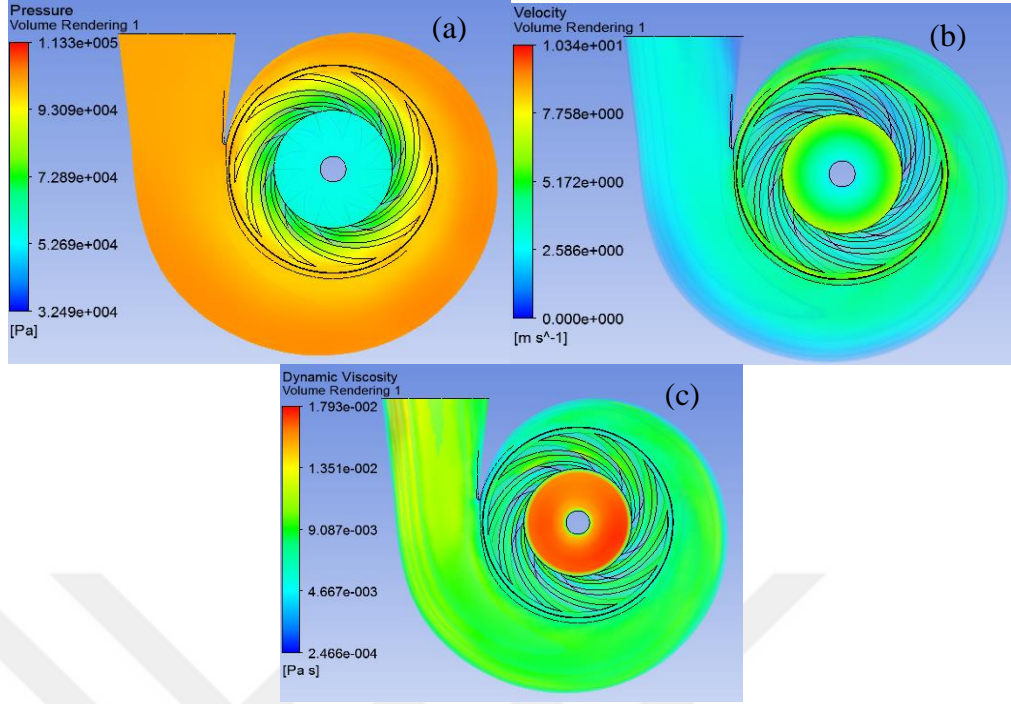 Pressure
Volume Rendering 1
(a)
1.133e+005
9.309e+004
7.289e+004
5.269e+004
3.249e+004
[Pa]
Velocity
Volume Rendering 1
(b)
1.034e+001
7.758e+000
5.172e+000
2.586e+000
0.000e+000
[m s^-1]
Dynamic Viscosity
Volume Rendering 1
(c)
1.793e-002
1.351e-002
9.087e-003
4.667e-003
2.466e-004
[Pa s]